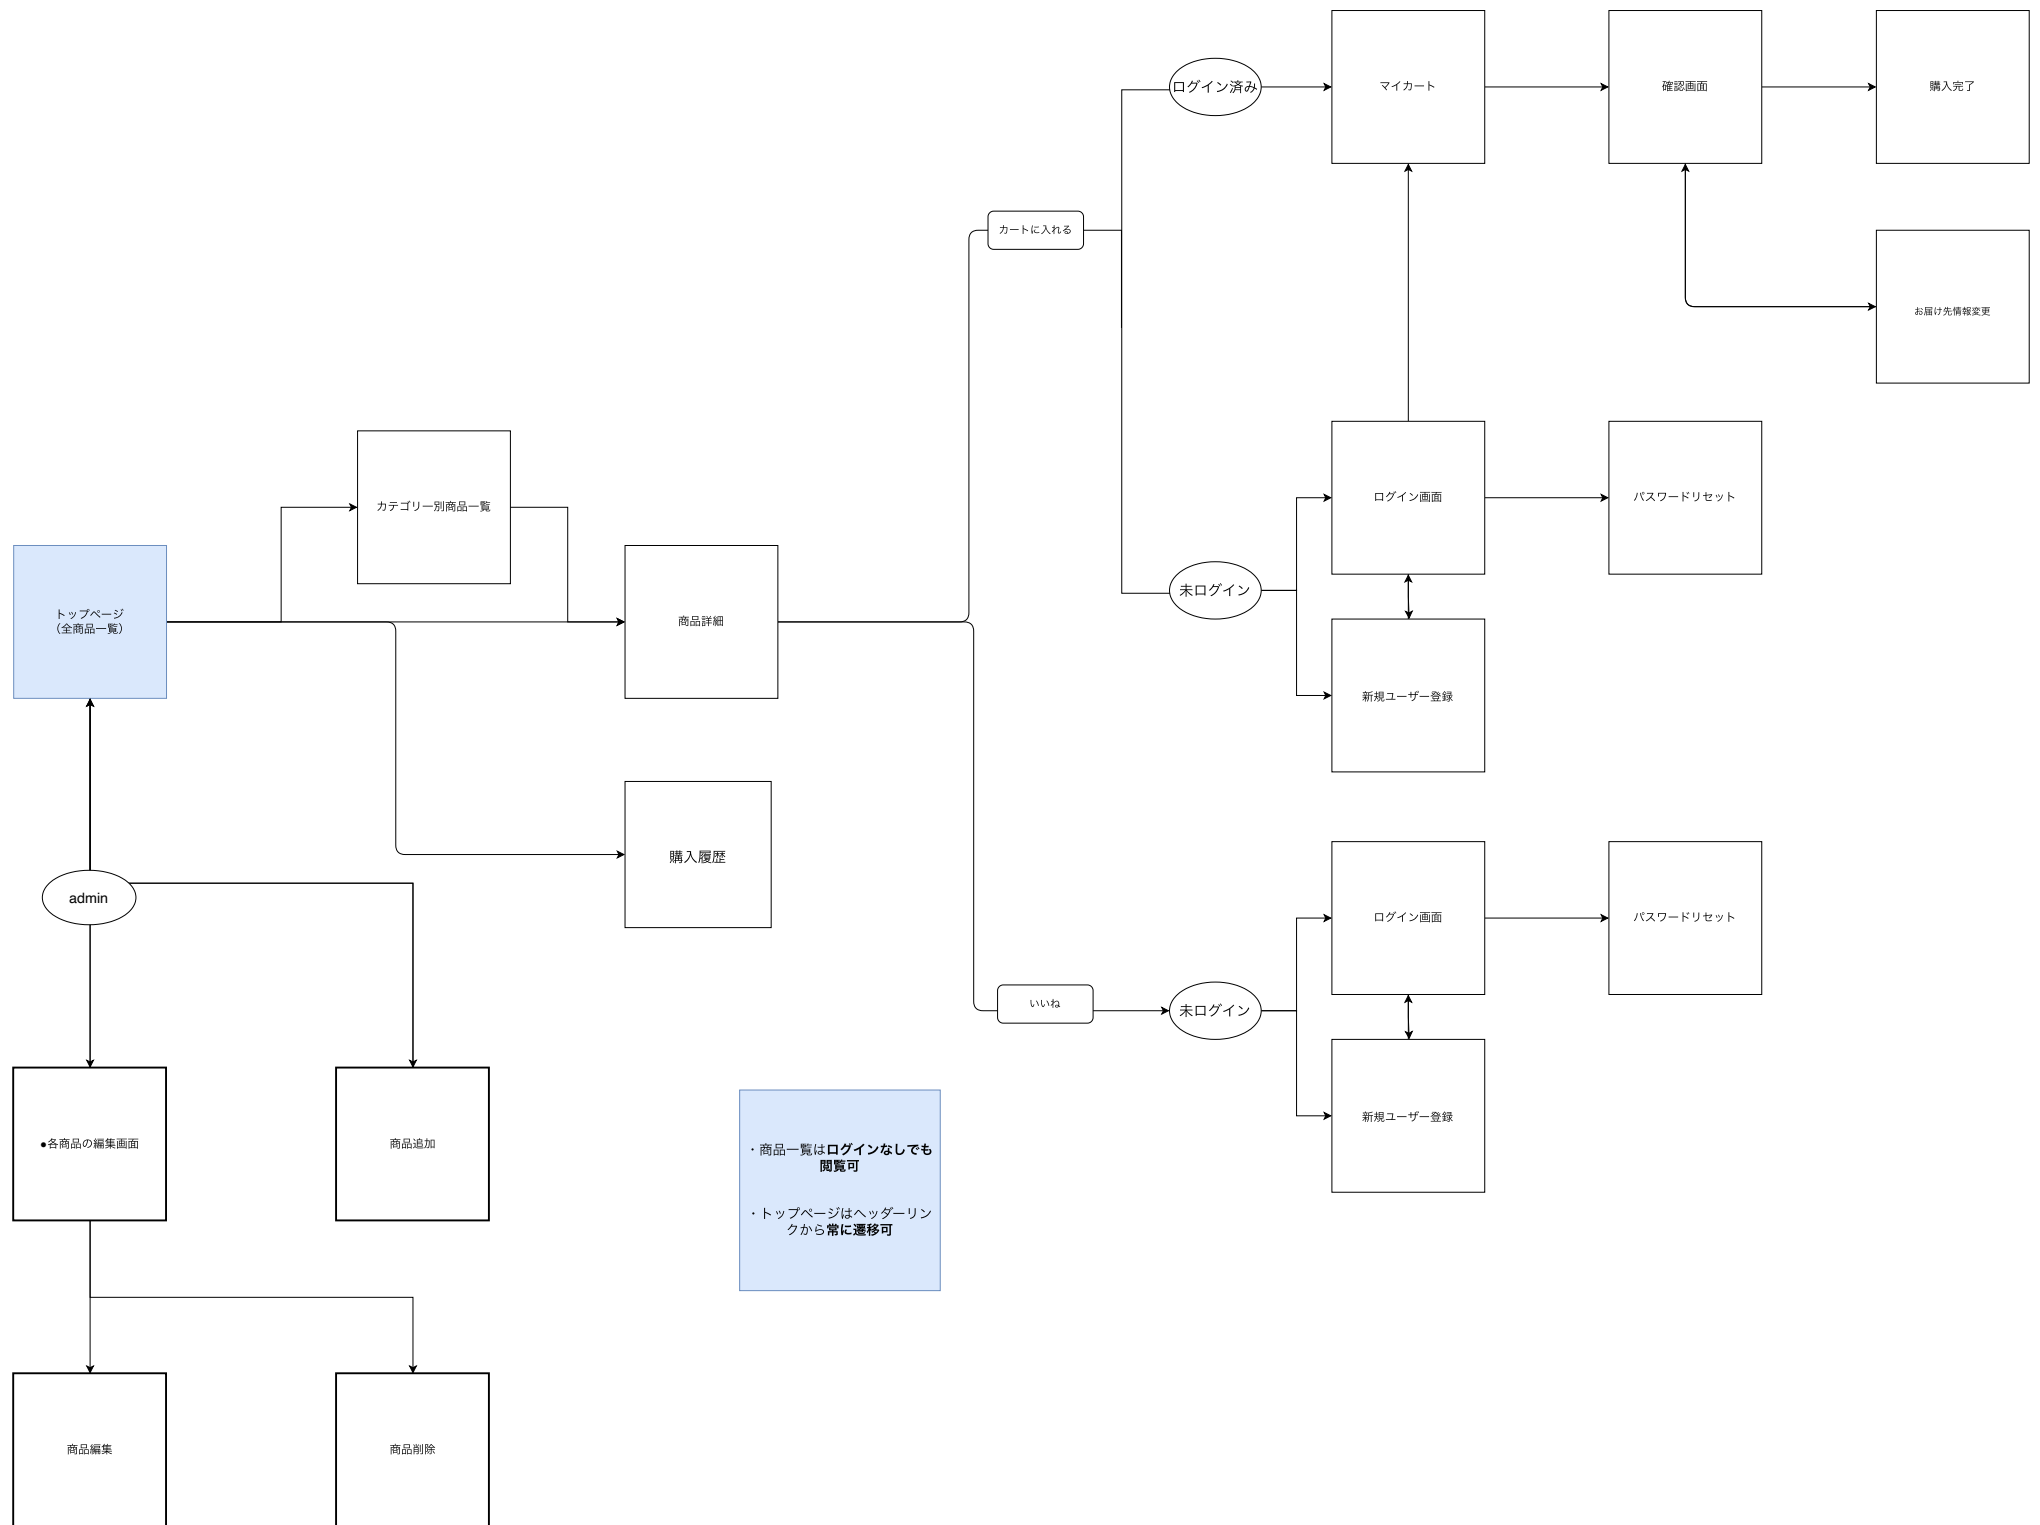 ログイン済み
マイカート
確認画面
購入完了
カートに入れる
お届け先情報変更
カテゴリー別商品一覧
ログイン画面
パスワードリセット
未ログイン
トップページ
（全商品一覧）
商品詳細
新規ユーザー登録
購入履歴
admin
ログイン画面
パスワードリセット
いいね
未ログイン
新規ユーザー登録
●各商品の編集画面
商品追加
・商品一覧はログインなしでも
閲覧可
・トップページはヘッダーリン
クから常に遷移可
商品編集
商品削除